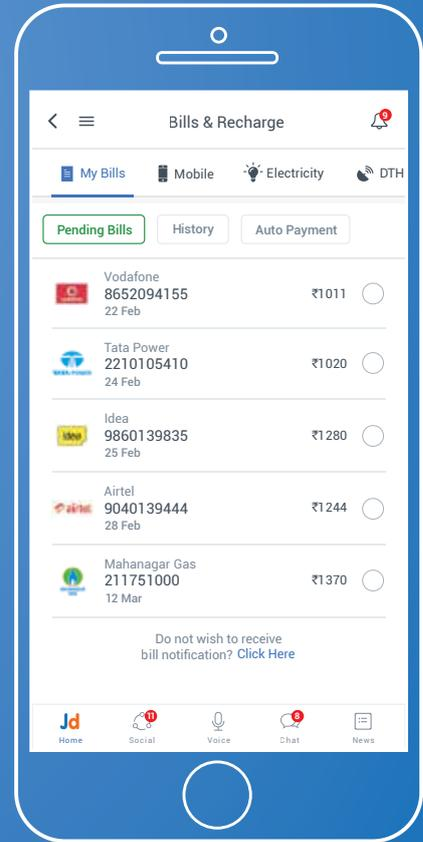 Bills & Recharge
9
My Bills
Mobile
Electricity
DTH
Pending Bills
History
Auto Payment
Vodafone
8652094155
22 Feb
₹1011
Tata Power
2210105410
24 Feb
₹1020
Idea
9860139835
25 Feb
₹1280
Idea
Airtel
9040139444
28 Feb
₹1244
airtel
Mahanagar Gas
211751000
12 Mar
₹1370
Do not wish to receive
bill notification? Click Here
Jd
Home
11
Social
Voice
8
Chat
News